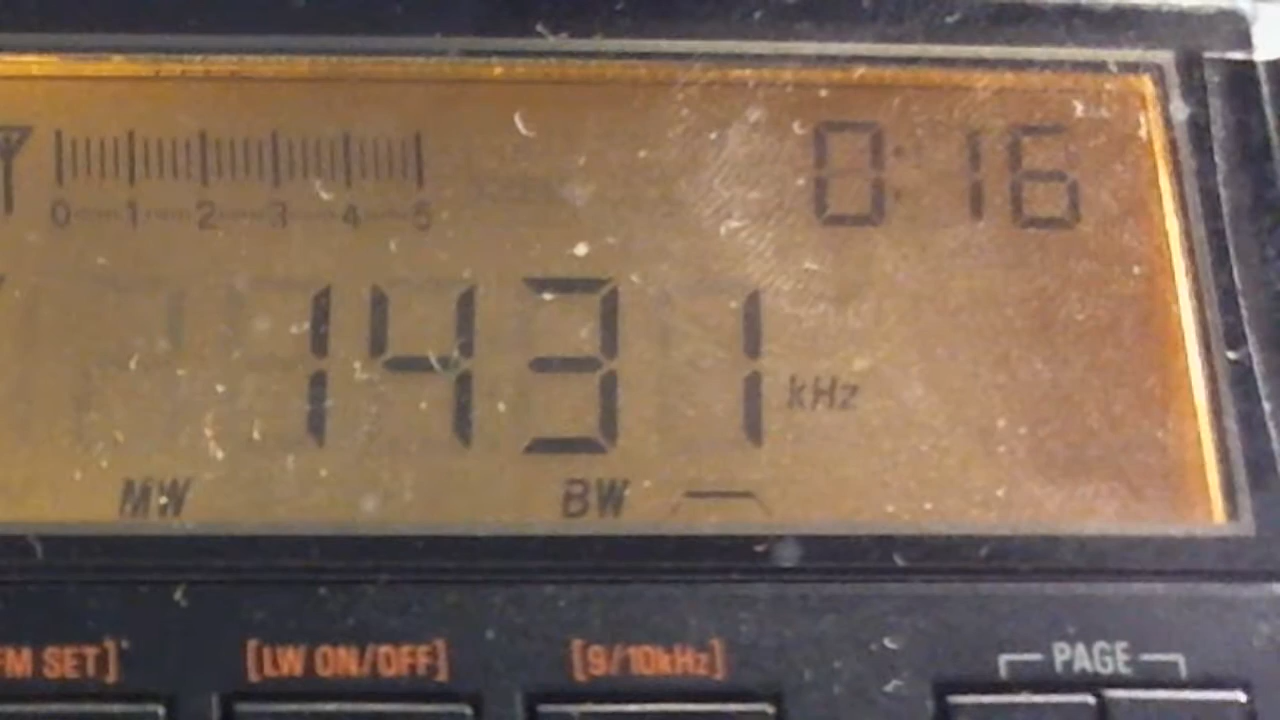 0:16
0 1 2 3 4 5
1431 kHz
MW BW
FM SET] [LW ON/OFF] [9/10kHz] PAGE